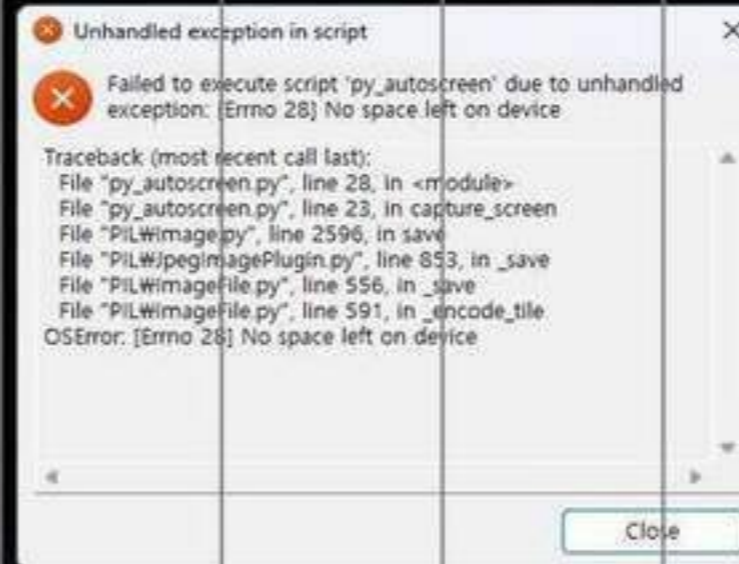 Unhandled exception in script
Failed to execute script 'py_autoscreen' due to unhandled
exception: [Errno 28] No space left on device
Traceback (most recent call last):
File "py_autoscreen.py", line 28, in <module>
File "py_autoscreen.py", line 23, in capture_screen
File "PIL₩Image.py", line 2596, in save
File "PIL₩JpegImagePlugin.py", line 853, in _save
File "PIL₩ImageFile.py", line 556, in _save
File "PIL₩ImageFile.py", line 591, in _encode_tile
OSError: [Errno 28] No space left on device
Close